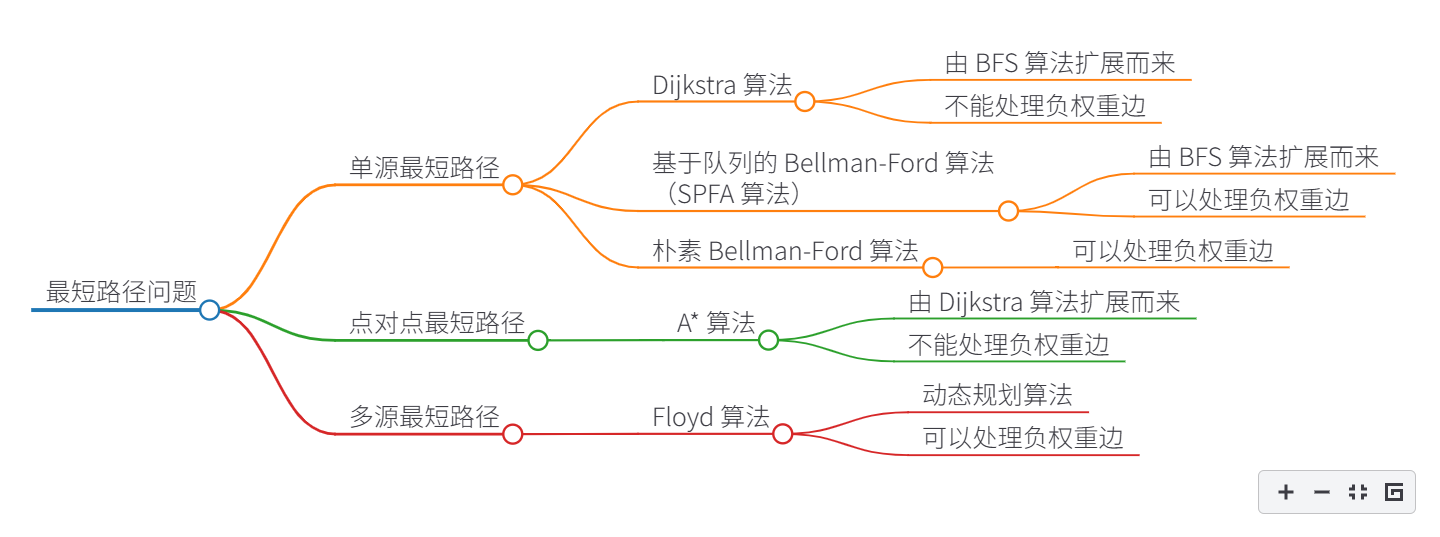 最短路径问题
单源最短路径
Dijkstra 算法
由 BFS 算法扩展而来
不能处理负权重边
基于队列的 Bellman-Ford 算法
（SPFA 算法）
由 BFS 算法扩展而来
可以处理负权重边
朴素 Bellman-Ford 算法
可以处理负权重边
点对点最短路径
A* 算法
由 Dijkstra 算法扩展而来
不能处理负权重边
多源最短路径
Floyd 算法
动态规划算法
可以处理负权重边